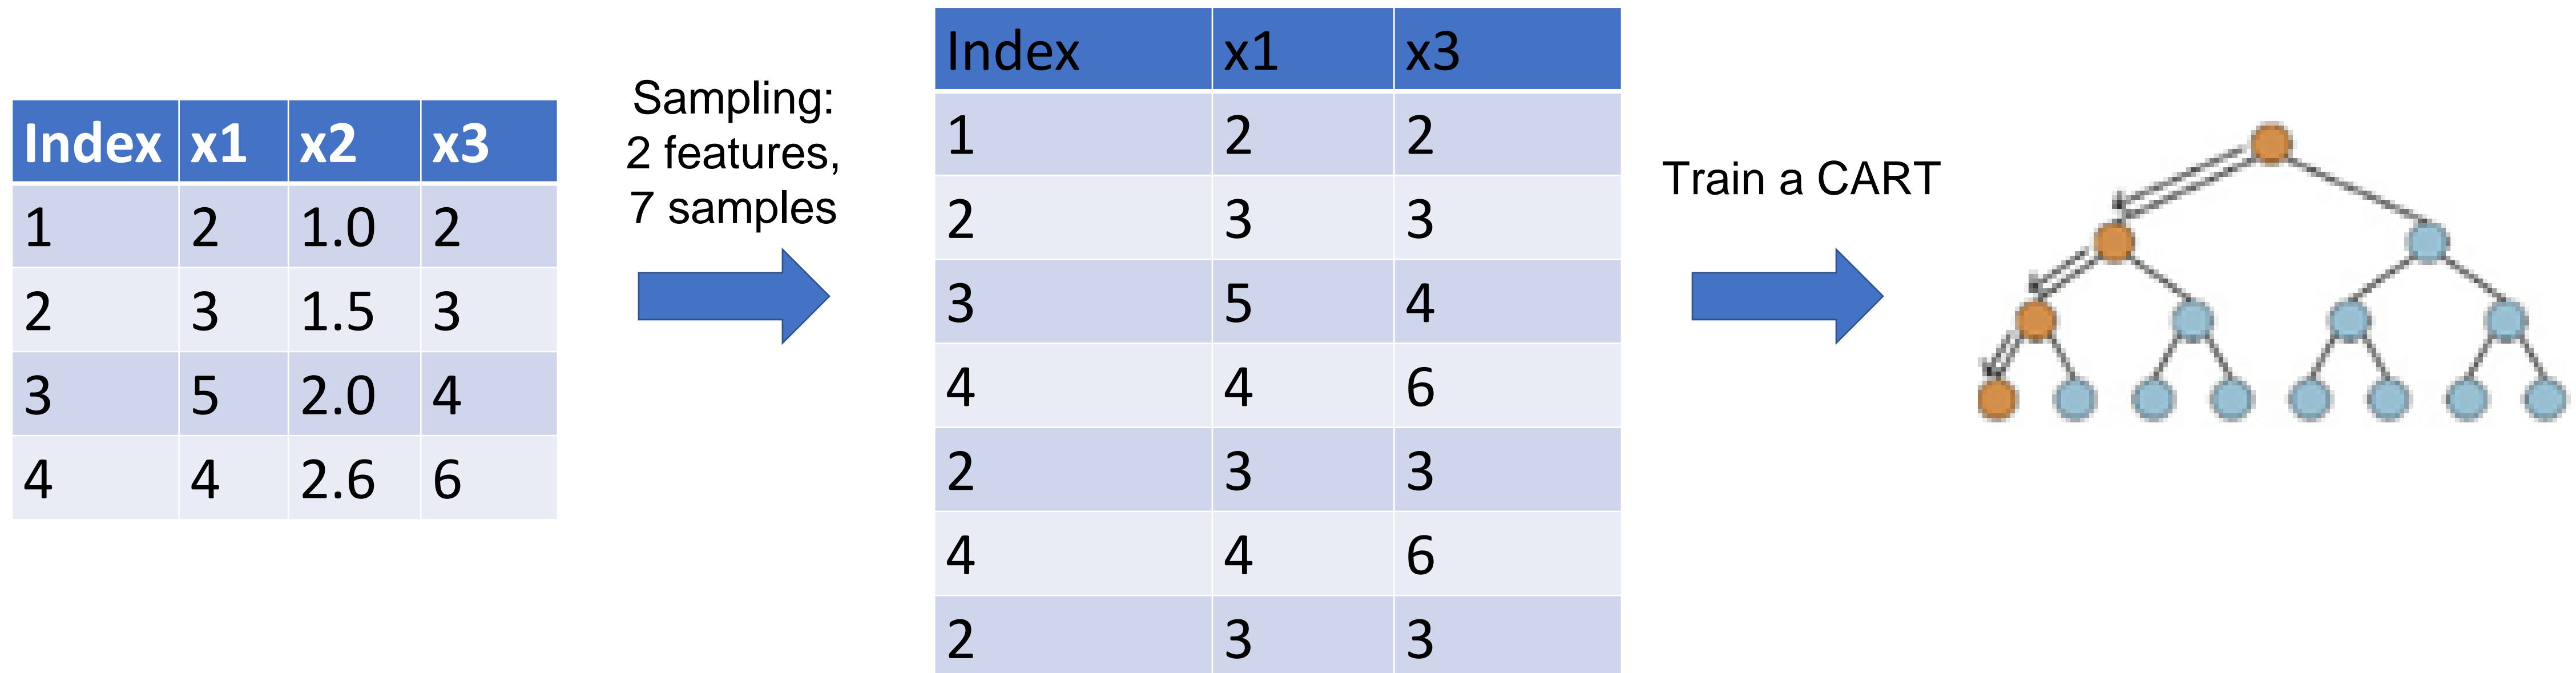 Index x1 x2 x3
1 2 1.0 2
2 3 1.5 3
3 5 2.0 4
4 4 2.6 6
Sampling:
2 features,
7 samples
Index x1 x3
1 2 2
2 3 3
3 5 4
4 4 6
2 3 3
4 4 6
2 3 3
Train a CART